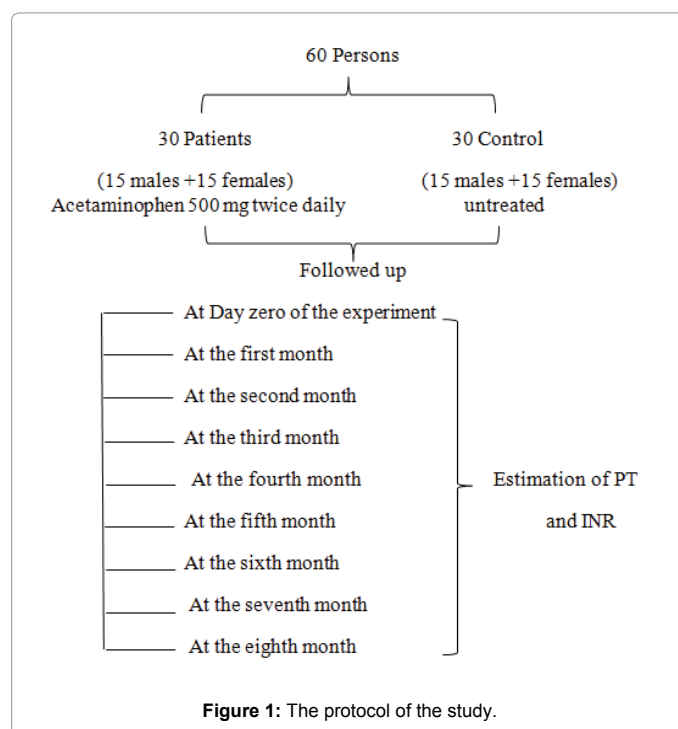 60 Persons
30 Patients
30 Control
(15 males +15 females)
(15 males +15 females)
Acetaminophen 500 mg twice daily
untreated
Followed up
At Day zero of the experiment
At the first month
At the second month
At the third month
At the fourth month
At the fifth month
At the sixth month
At the seventh month
At the eighth month
Estimation of PT
and INR
Figure 1: The protocol of the study.